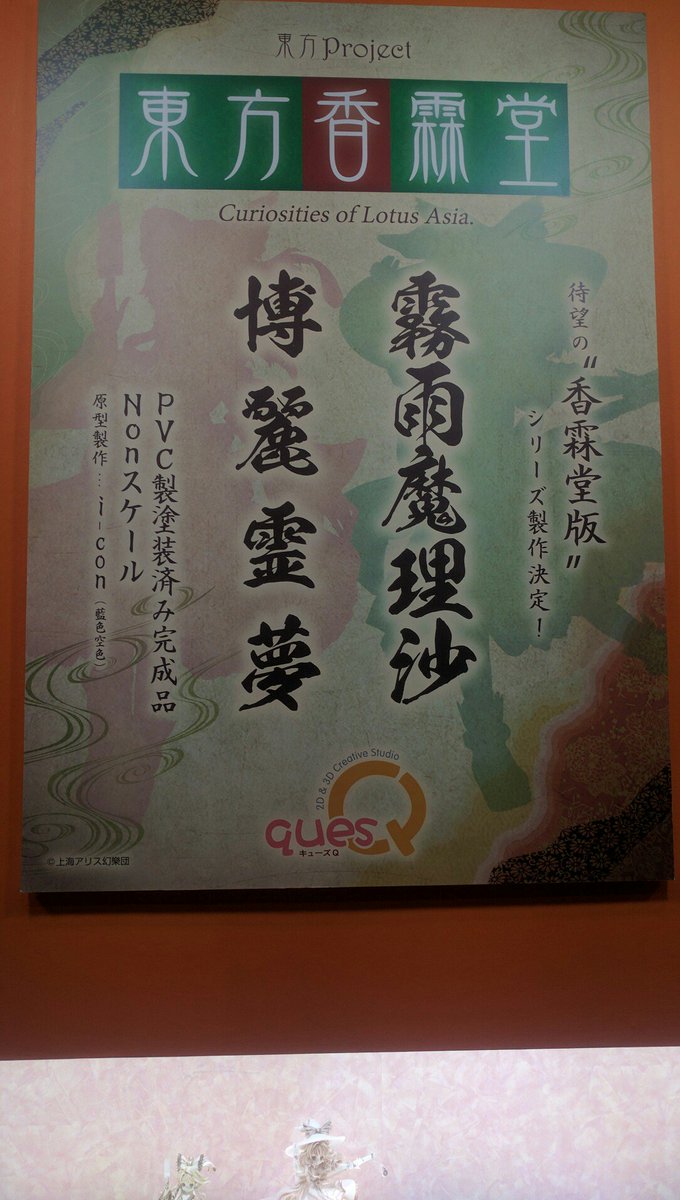 東方Project
東方香霖堂
Curiosities of Lotus Asia.
待望の“香霖堂版”
シリーズ製作決定！
霧雨魔理沙
博麗霊夢
PVC製塗装済み完成品
Nonスケール
原型製作…i-con（藍色空色）
2D & 3D Creative Studio
quesQ
キューズQ
©上海アリス幻樂団